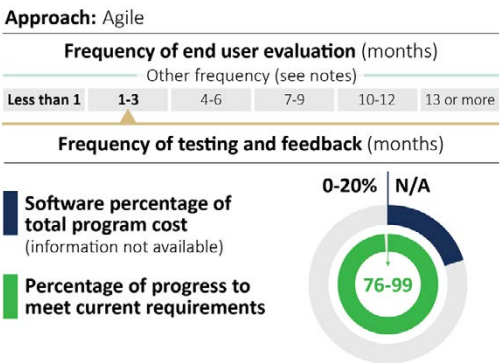 Approach: Agile
Frequency of end user evaluation (months)
Other frequency (see notes)
Less than 1 1-3 4-6 7-9 10-12 13 or more
Frequency of testing and feedback (months)
0-20% N/A
Software percentage of
total program cost
(information not available)
76-99
Percentage of progress to
meet current requirements